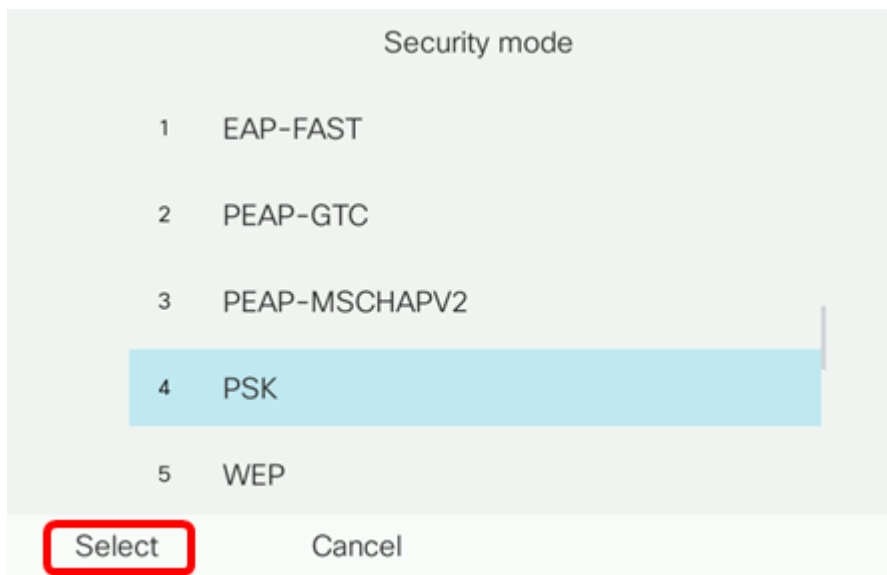 Security mode
1 EAP-FAST
2 PEAP-GTC
3 PEAP-MSCHAPV2
4 PSK
5 WEP
Select Cancel